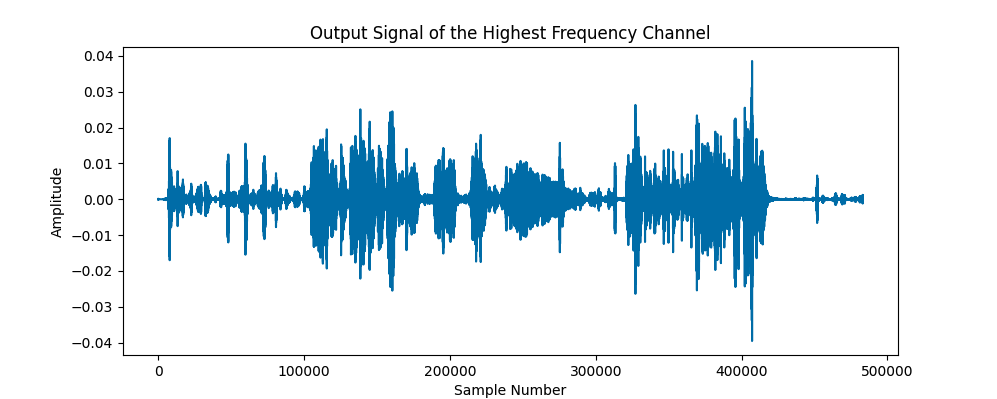 Output Signal of the Highest Frequency Channel
Amplitude
0.04
0.03
0.02
0.01
0.00
−0.01
−0.02
−0.03
−0.04
0 100000 200000 300000 400000 500000
Sample Number